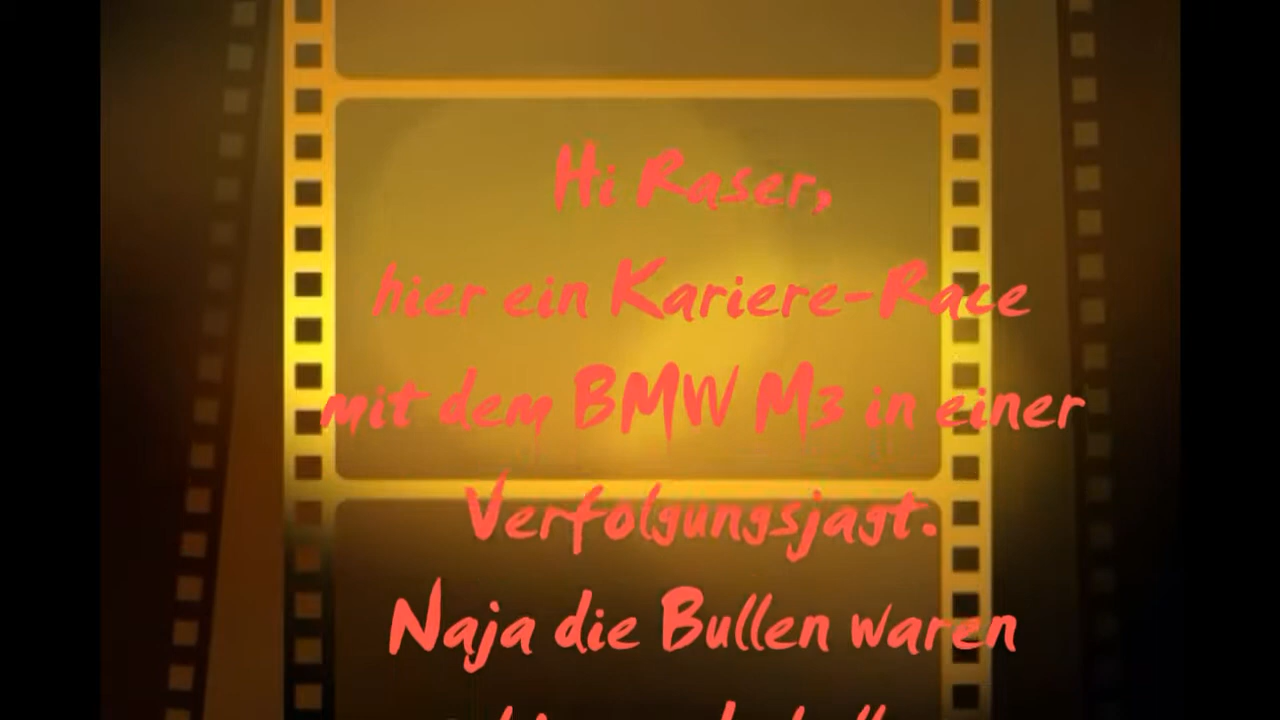 Hi Raser,
hier ein Kariere-Race
mit dem BMW M3 in einer
Verfolgungsjagt.
Naja die Bullen waren